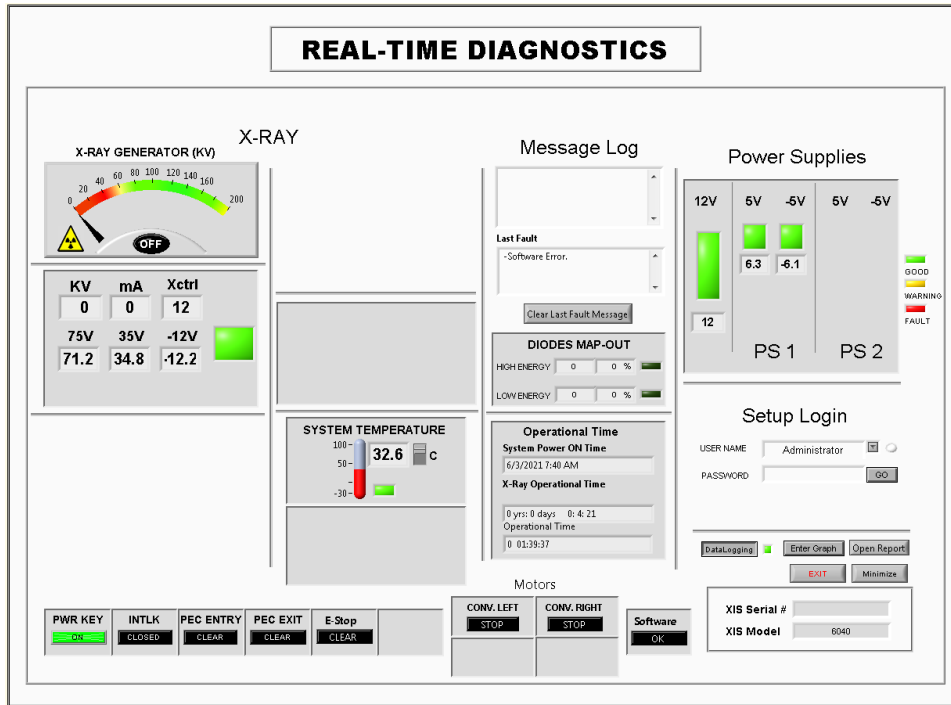 REAL-TIME DIAGNOSTICS
X-RAY
X-RAY GENERATOR (KV)
0 20 40 60 80 100 120 140 160 200
OFF
KV mA Xctrl
0 0 12
75V 35V -12V
71.2 34.8 -12.2
SYSTEM TEMPERATURE
100-
50-
-30-
32.6 C
Message Log
Last Fault
-Software Error.
Clear Last Fault Message
DIODES MAP-OUT
HIGH ENERGY 0 0 %
LOW ENERGY 0 0 %
Operational Time
System Power ON Time
6/3/2021 7:40 AM
X-Ray Operational Time
0 yrs: 0 days 0: 4: 21
Operational Time
0 01:39:37
Power Supplies
12V 5V -5V 5V -5V
6.3 -6.1
12
PS 1 PS 2
GOOD
WARNING
FAULT
Setup Login
USER NAME Administrator
PASSWORD GO
DataLogging Enter Graph Open Report
EXIT Minimize
XIS Serial #
XIS Model 6040
Motors
PWR KEY INTLK PEC ENTRY PEC EXIT E-Stop CONV. LEFT CONV. RIGHT Software
ON CLOSED CLEAR CLEAR CLEAR STOP STOP OK